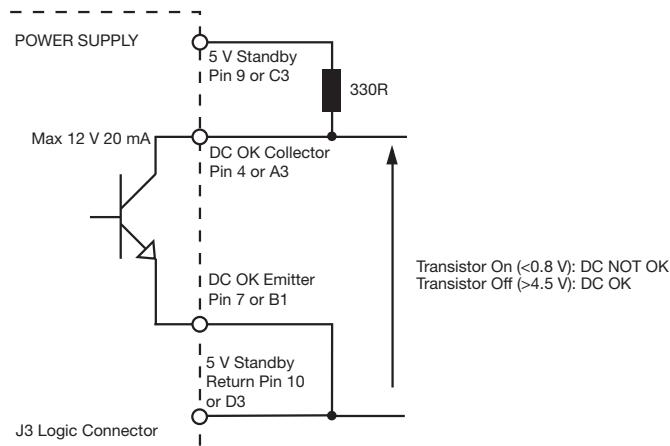 POWER SUPPLY
5 V Standby
Pin 9 or C3
330R
Max 12 V 20 mA
DC OK Collector
Pin 4 or A3
Transistor On (<0.8 V): DC NOT OK
Transistor Off (>4.5 V): DC OK
DC OK Emitter
Pin 7 or B1
5 V Standby
Return Pin 10
or D3
J3 Logic Connector